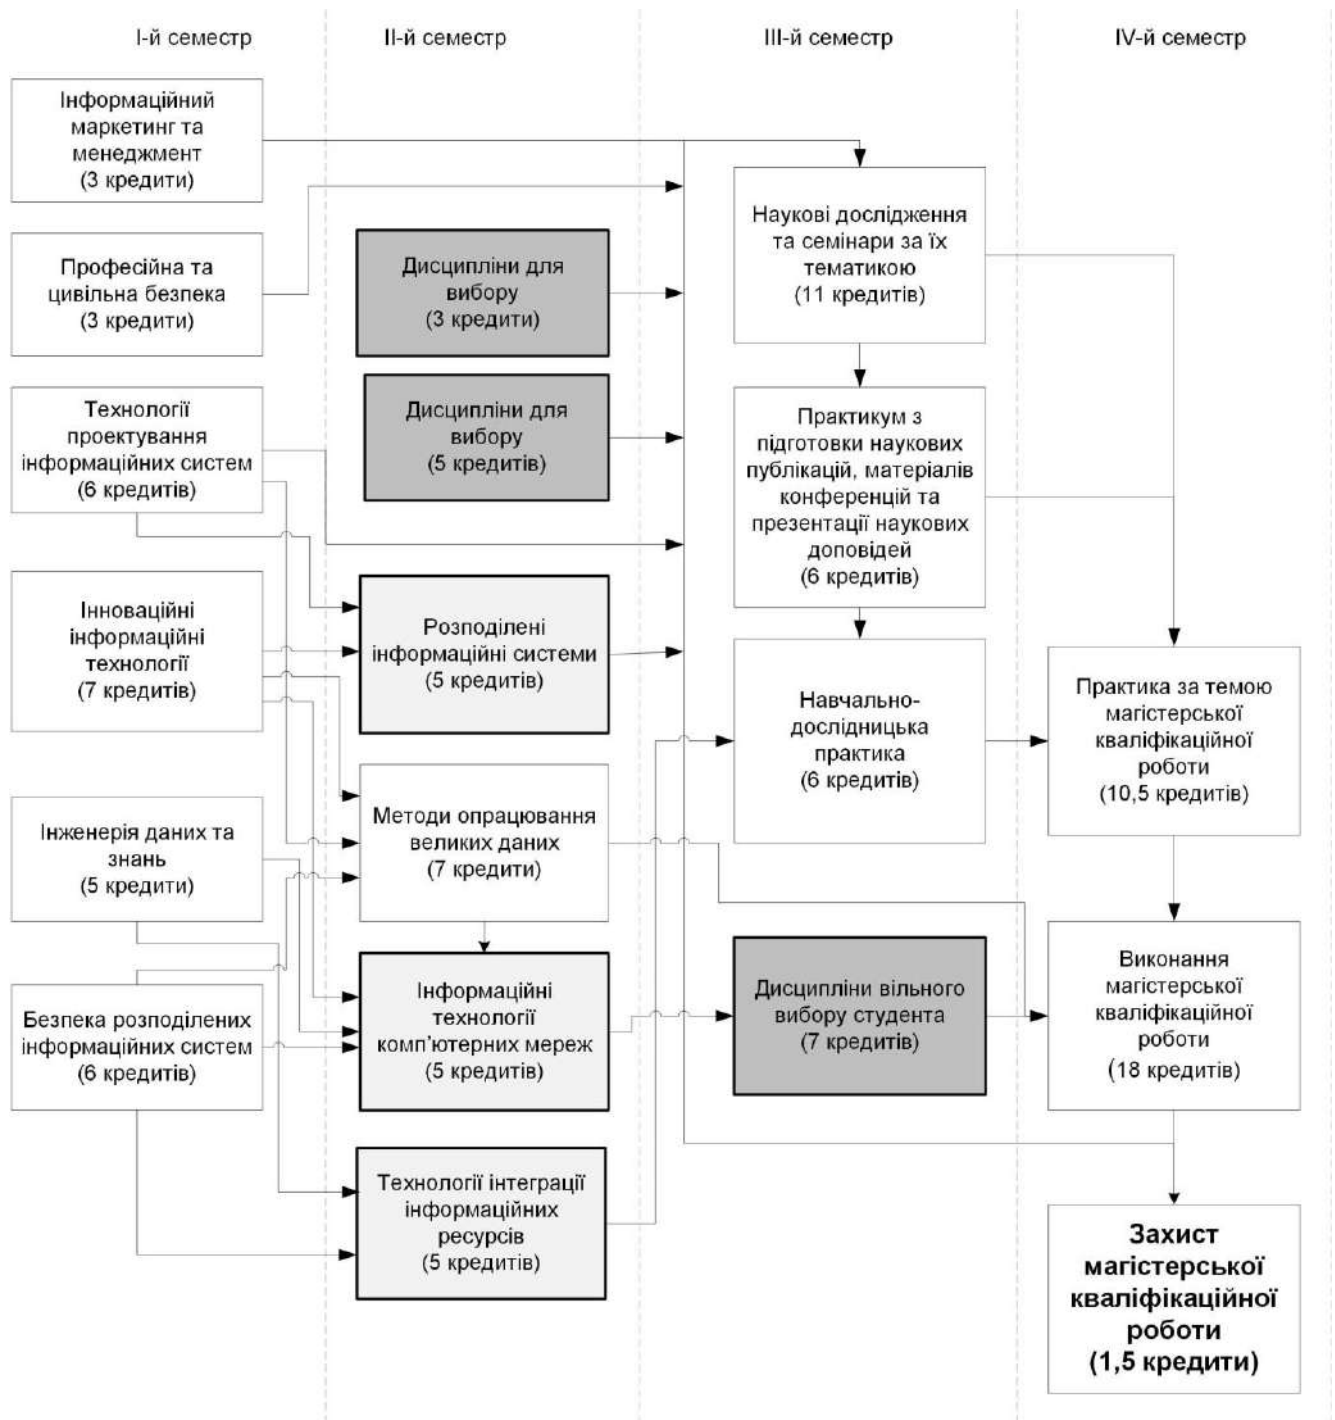 І-й семестр
ІІ-й семестр
ІІІ-й семестр
IV-й семестр
Інформаційний
маркетинг та
менеджмент
(3 кредити)
Професійна та
цивільна безпека
(3 кредити)
Технології
проектування
інформаційних систем
(6 кредитів)
Інноваційні
інформаційні
технології
(7 кредитів)
Інженерія даних та
знань
(5 кредити)
Безпека розподілених
інформаційних систем
(6 кредитів)
Дисципліни для
вибору
(3 кредити)
Дисципліни для
вибору
(5 кредитів)
Розподілені
інформаційні системи
(5 кредитів)
Методи опрацювання
великих даних
(7 кредити)
Інформаційні
технології
комп'ютерних мереж
(5 кредитів)
Технології інтеграції
інформаційних
ресурсів
(5 кредитів)
Наукові дослідження
та семінари за їх
тематикою
(11 кредитів)
Практикум з
підготовки наукових
публікацій, матеріалів
конференцій та
презентації наукових
доповідей
(6 кредитів)
Навчально-
дослідницька
практика
(6 кредитів)
Дисципліни вільного
вибору студента
(7 кредитів)
Практика за темою
магістерської
кваліфікаційної
роботи
(10,5 кредитів)
Виконання
магістерської
кваліфікаційної
роботи
(18 кредитів)
Захист
магістерської
кваліфікаційної
роботи
(1,5 кредити)